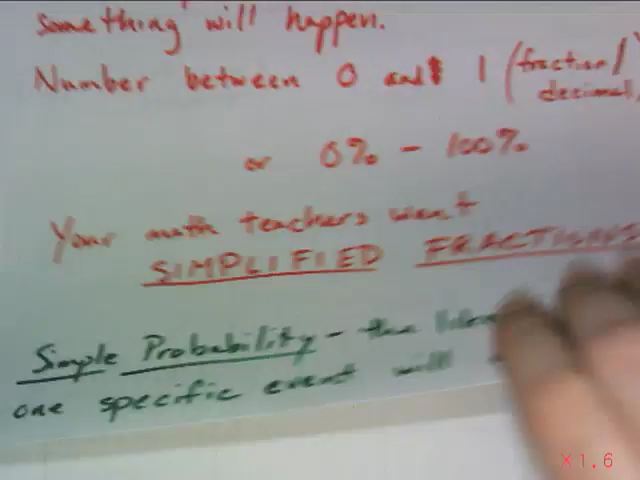 something will happen.
Number between 0 and 1 (fraction/
decimal,
or 0% - 100%
Your math teachers want
SIMPLIFIED FRACTIONS
Simple Probability - the
one specific event will
X1.6